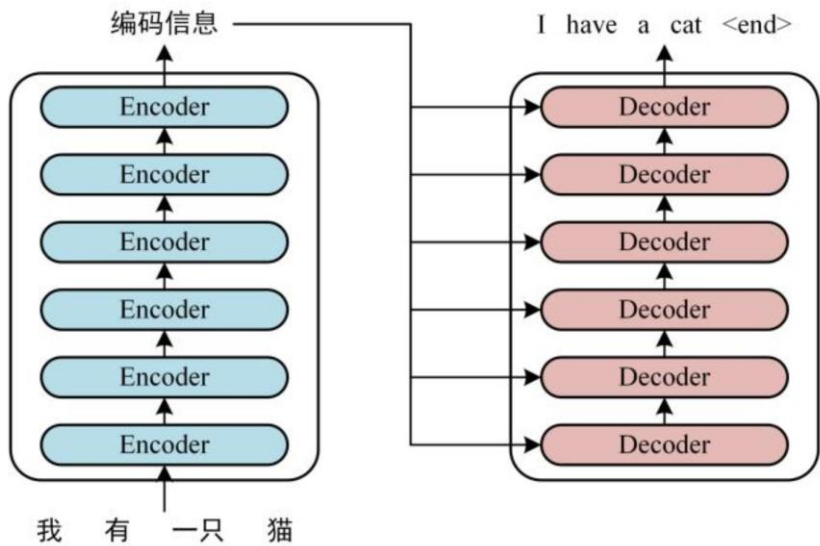 编码信息
I have a cat <end>
Encoder
Encoder
Encoder
Encoder
Encoder
Encoder
Decoder
Decoder
Decoder
Decoder
Decoder
Decoder
我 有 一只 猫